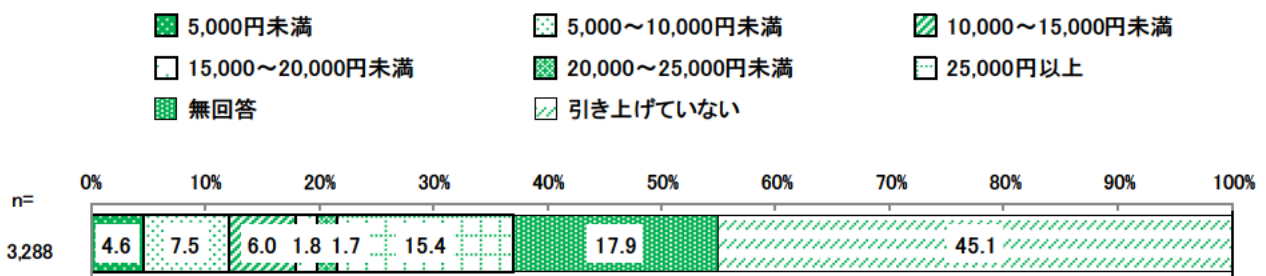 5,000円未満 5,000～10,000円未満 10,000～15,000円未満
15,000～20,000円未満 20,000～25,000円未満 25,000円以上
無回答 引き上げていない
0% 10% 20% 30% 40% 50% 60% 70% 80% 90% 100%
n=
3,288 4.6 7.5 6.0 1.8 1.7 15.4 17.9 45.1